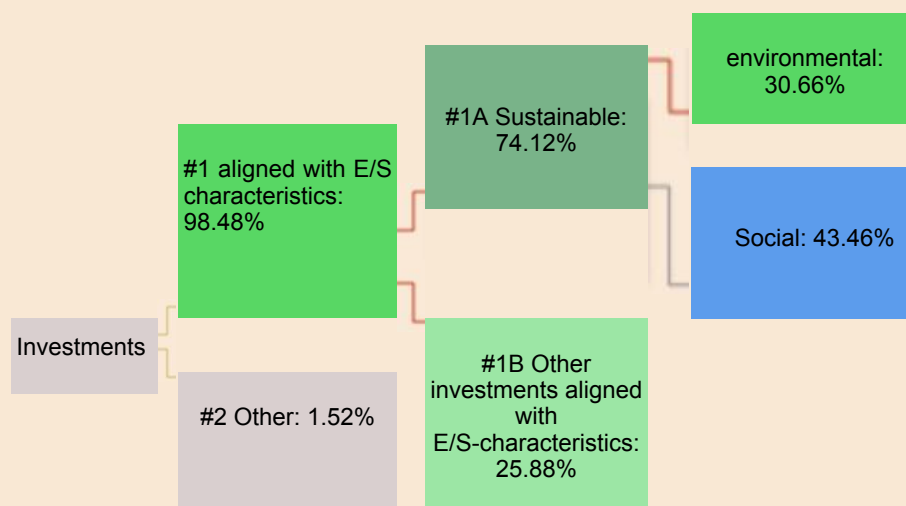 Investments
#1 aligned with E/S
characteristics:
98.48%
#2 Other: 1.52%
#1A Sustainable:
74.12%
#1B Other
investments aligned
with
E/S-characteristics:
25.88%
environmental:
30.66%
Social: 43.46%